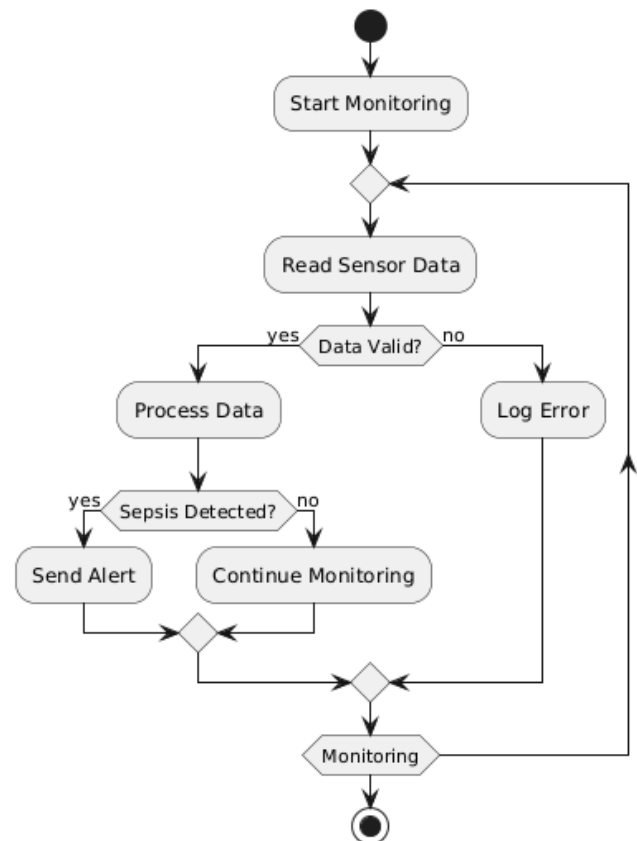 Start Monitoring
Read Sensor Data
yes
Data Valid?
no
Process Data
Log Error
yes
Sepsis Detected?
no
Send Alert
Continue Monitoring
Monitoring